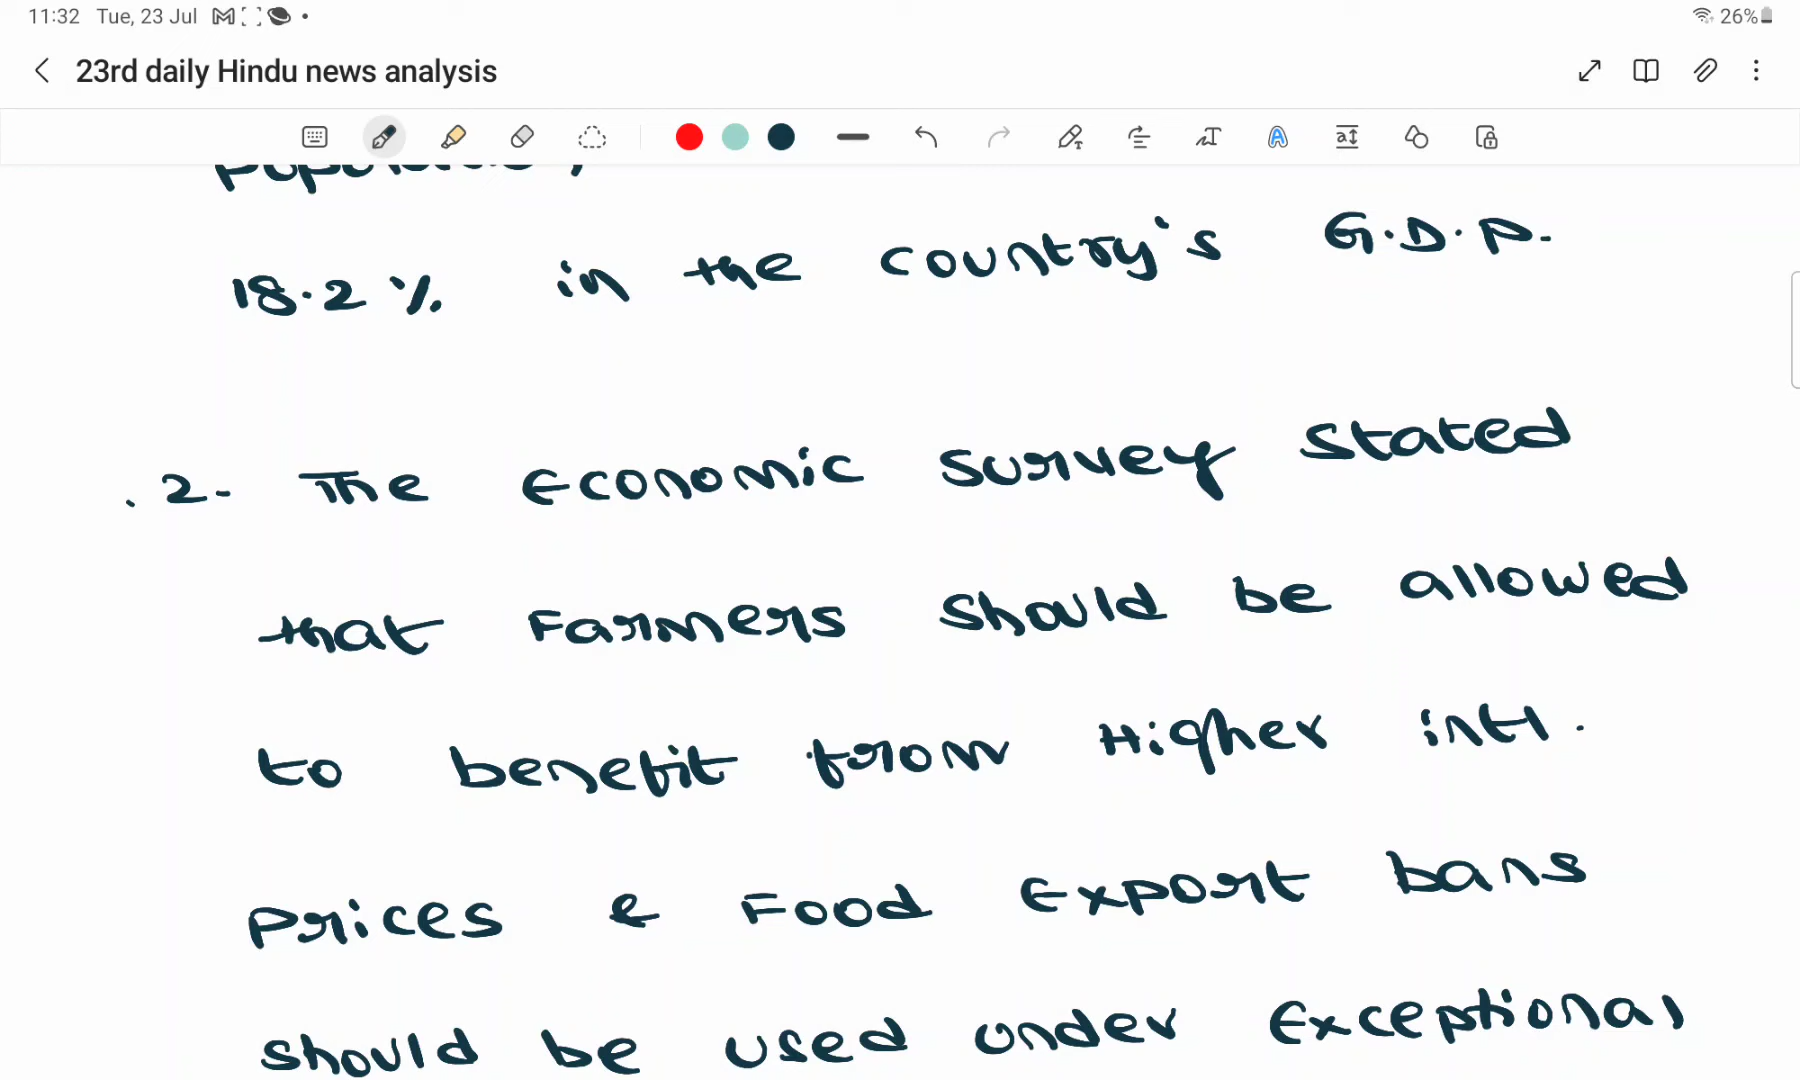 11:32 Tue, 23 Jul 26%
23rd daily Hindu news analysis
18.2% in the country's G.D.P.
2. The Economic Survey stated
that Farmers should be allowed
to benefit from Higher intl.
prices & Food Export bans
should be used under Exceptional